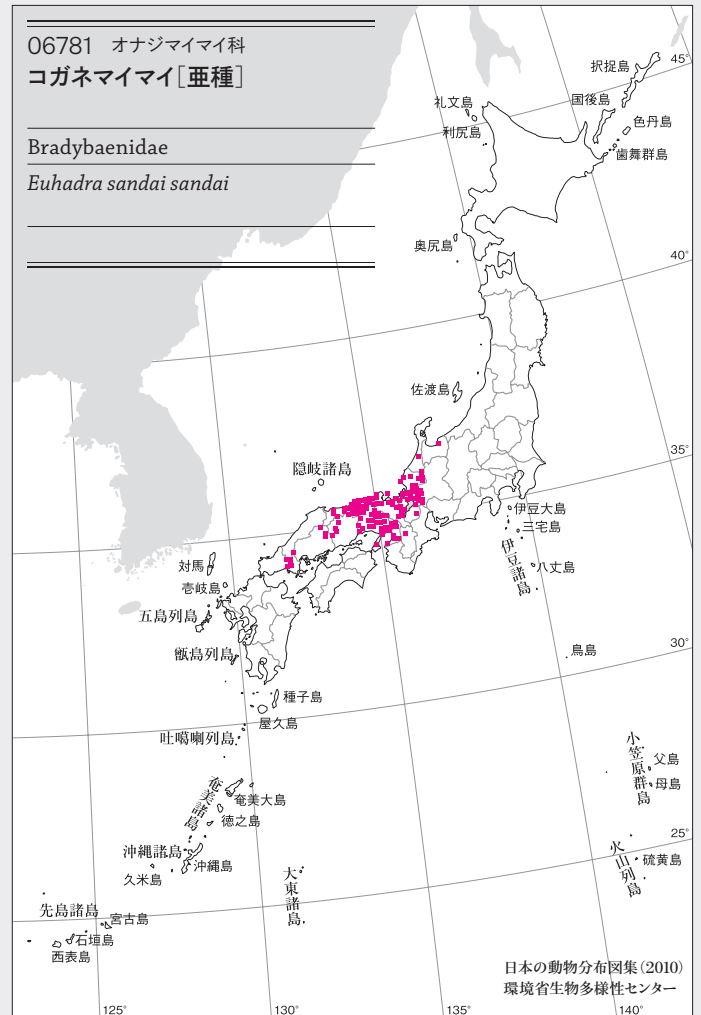 06781 オナジマイマイ科
コガネマイマイ［亜種］
Bradybaenidae
Euhadra sandai sandai
択捉島
45°
礼文島
国後島
利尻島
色丹島
歯舞群島
奥尻島
40°
佐渡島
35°
隠岐諸島
伊豆大島
三宅島
伊豆諸島
八丈島
対馬
壱岐島
五島列島
甑島列島
鳥島
30°
種子島
屋久島
吐噶喇列島
小笠原群島
父島
母島
奄美諸島
奄美大島
徳之島
25°
沖縄諸島
沖縄島
久米島
火山列島
硫黄島
大東諸島
先島諸島
宮古島
石垣島
西表島
日本の動物分布図集（2010）
環境省生物多様性センター
125°
130°
135°
140°